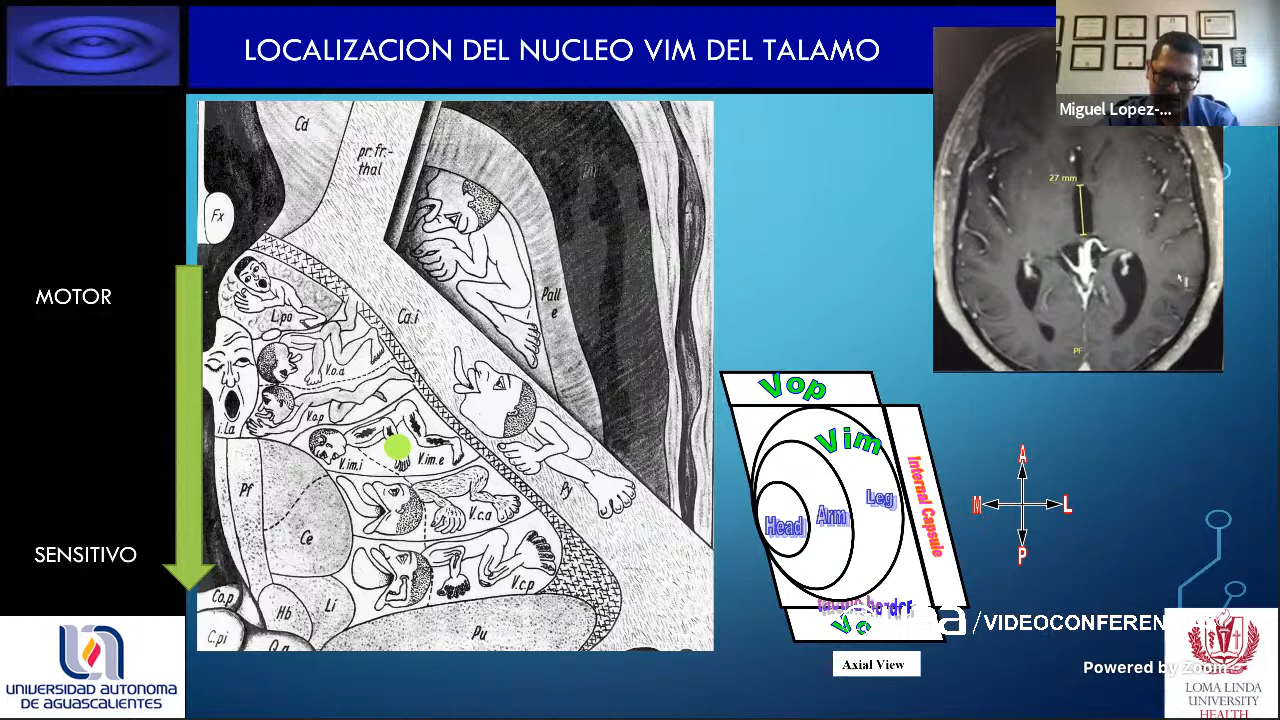 LOCALIZACION DEL NUCLEO VIM DEL TALAMO
Miguel Lopez-...
27 mm
PF
MOTOR
SENSITIVO
Cd
pr.fr.-
thal
Fx
L.po
Ca.i
Pall
e
V.o.a
V.o.p
i.La
V.im.i
V.im.e
Pf
Ce
V.c.a
V.c.p
Py
Co.p
Hb
Li
C.pi
Pu
Vop
Vim
Head
Arm
Leg
Internal Capsule
Vc
Axial View
A
M
L
P
/VIDEOCONFEREN
Powered by Zoom
UNIVERSIDAD AUTONOMA
DE AGUASCALIENTES
LOMA LINDA
UNIVERSITY
HEALTH